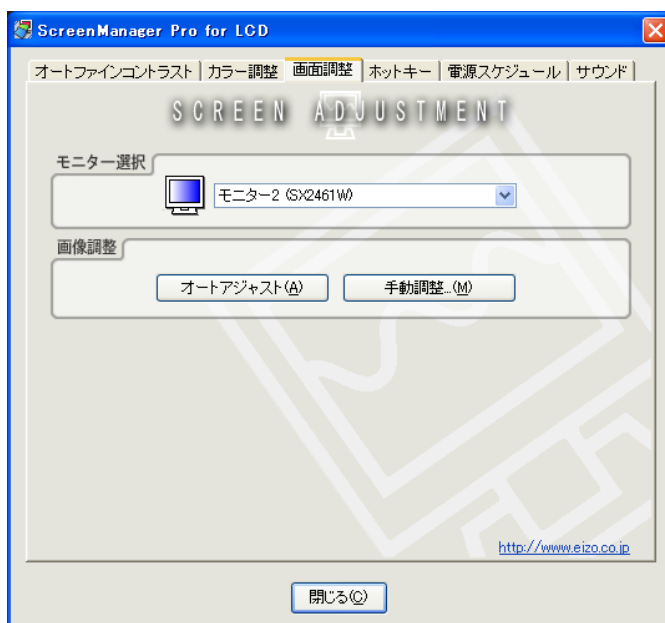 ScreenManager Pro for LCD
オートファインコントラスト カラー調整 画面調整 ホットキー 電源スケジュール サウンド
SCREEN ADJUSTMENT
モニター選択
モニター2 (SX2461W)
画像調整
オートアジャスト(A) 手動調整...(M)
http://www.eizo.co.jp
閉じる(C)